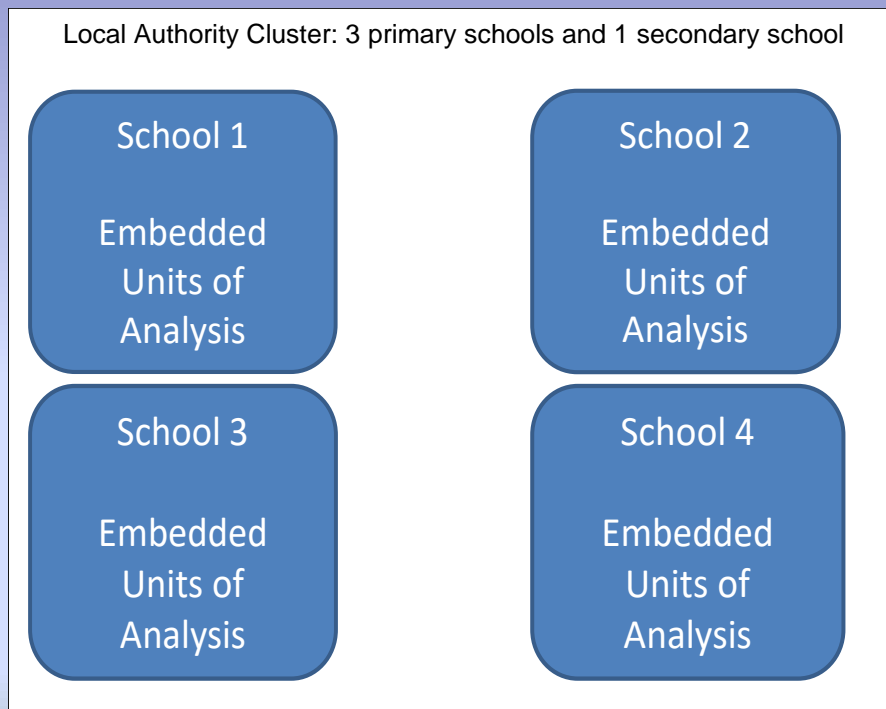 Local Authority Cluster: 3 primary schools and 1 secondary school
School 1
Embedded
Units of
Analysis
School 2
Embedded
Units of
Analysis
School 3
Embedded
Units of
Analysis
School 4
Embedded
Units of
Analysis